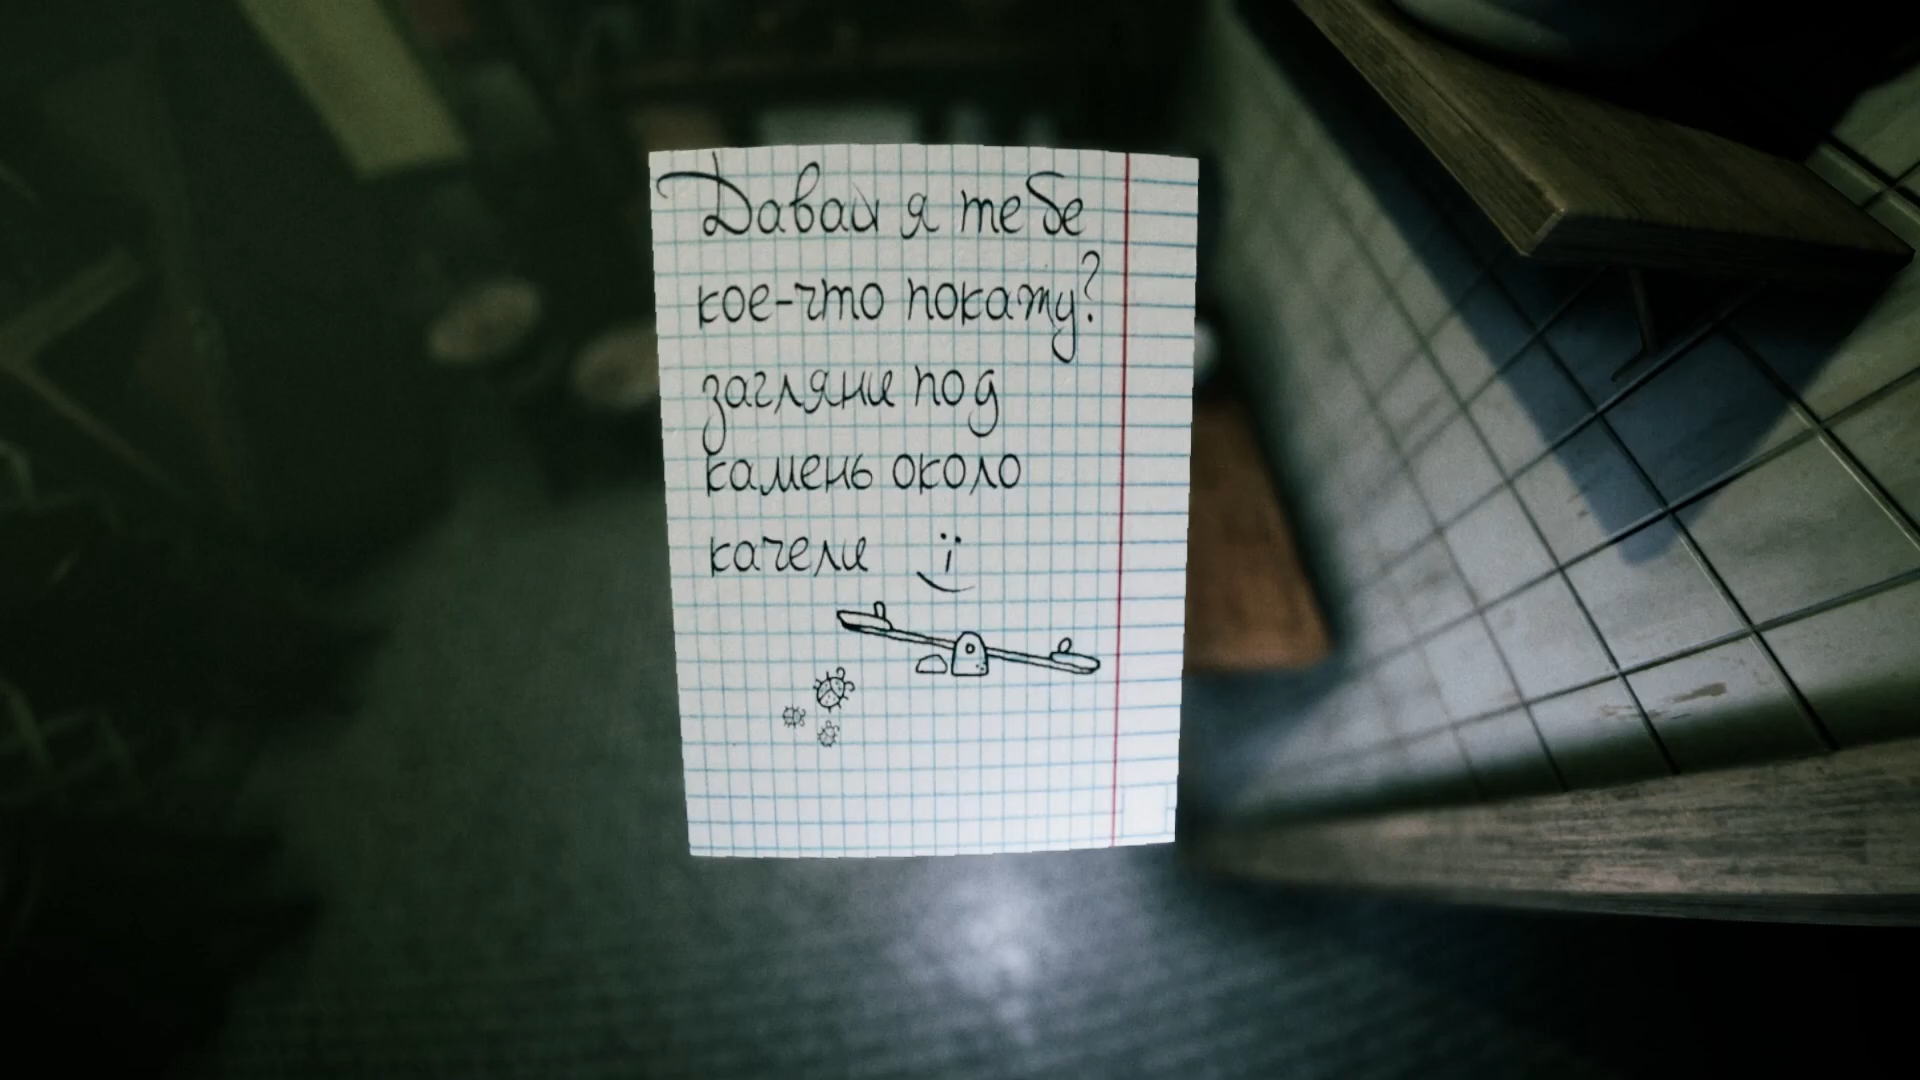 Давай я тебе
кое-что покажу?
загляни под
камень около
качели